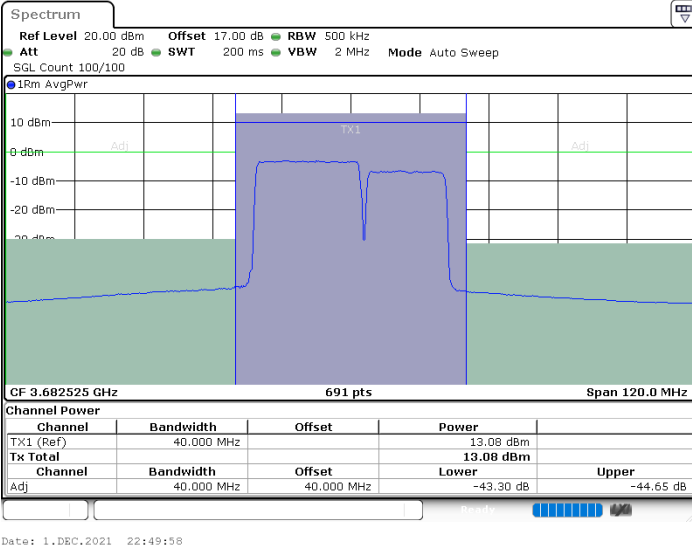 Spectrum
Ref Level 20.00 dBm Offset 17.00 dB RBW 500 kHz
Att 20 dB SWT 200 ms VBW 2 MHz Mode Auto Sweep
SGL Count 100/100
1Rm AvgPwr
10 dBm
TX1
Adj
Adj
0 dBm
-10 dBm
-20 dBm
-30 dBm
CF 3.682525 GHz 691 pts Span 120.0 MHz
Channel Power
Channel Bandwidth Offset Power
TX1 (Ref) 40.000 MHz 13.08 dBm
Tx Total 13.08 dBm
Channel Bandwidth Offset Lower Upper
Adj 40.000 MHz 40.000 MHz -43.30 dB -44.65 dB
Ready
Date: 1.DEC.2021 22:49:58